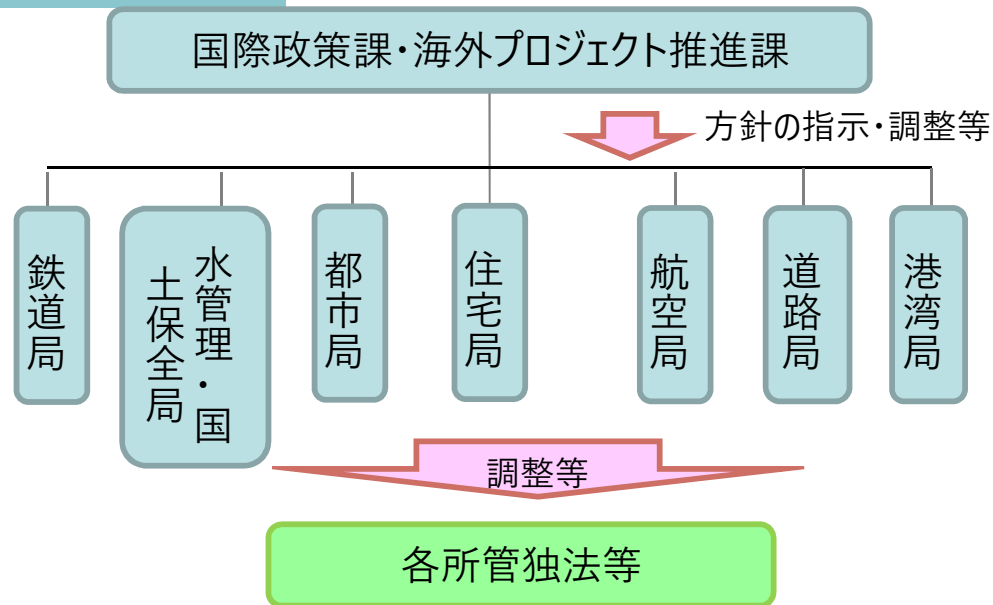 国際政策課・海外プロジェクト推進課
方針の指示・調整等
鉄道局
水管理・国
土保全局
都市局
住宅局
航空局
道路局
港湾局
調整等
各所管独法等